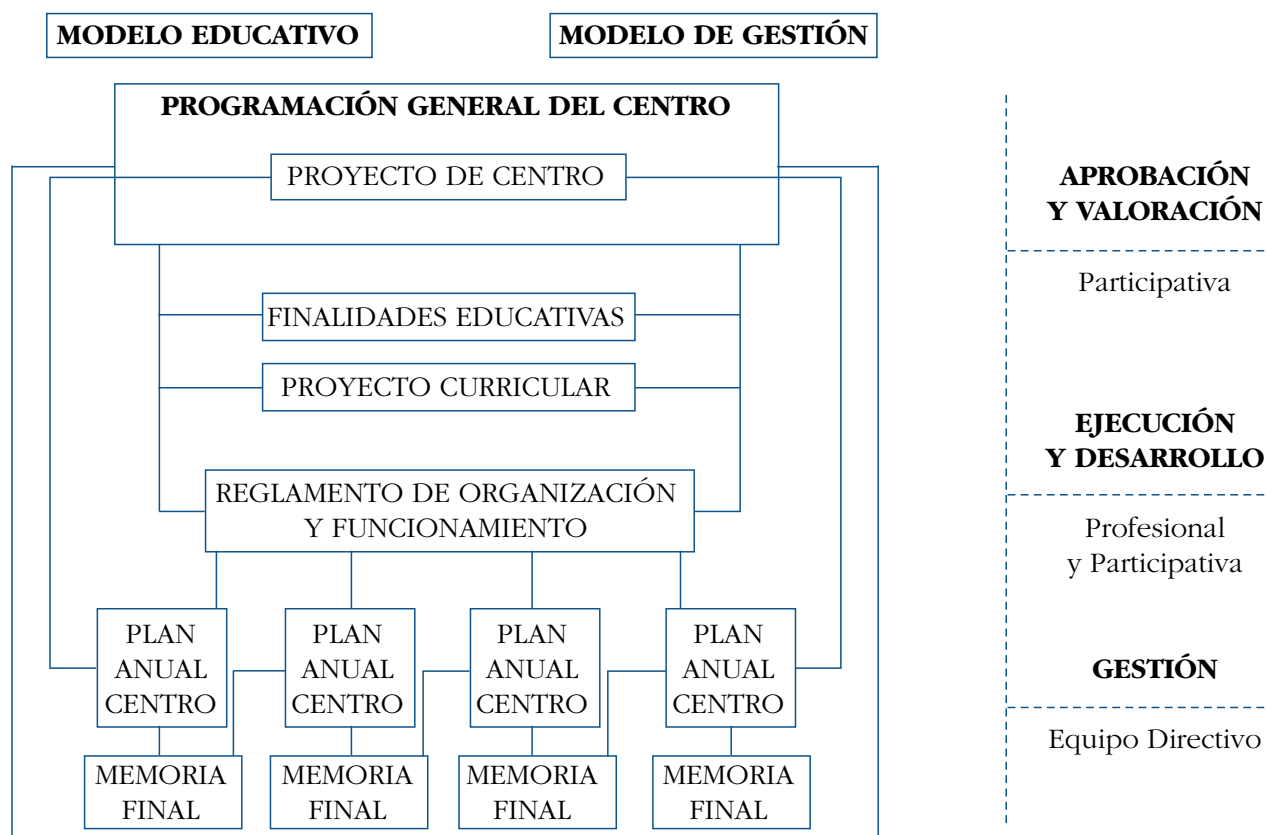 MODELO EDUCATIVO
MODELO DE GESTIÓN
PROGRAMACIÓN GENERAL DEL CENTRO
PROYECTO DE CENTRO
FINALIDADES EDUCATIVAS
PROYECTO CURRICULAR
REGLAMENTO DE ORGANIZACIÓN
Y FUNCIONAMIENTO
PLAN
ANUAL
CENTRO
PLAN
ANUAL
CENTRO
PLAN
ANUAL
CENTRO
PLAN
ANUAL
CENTRO
MEMORIA
FINAL
MEMORIA
FINAL
MEMORIA
FINAL
MEMORIA
FINAL
APROBACIÓN
Y VALORACIÓN
Participativa
EJECUCIÓN
Y DESARROLLO
Profesional
y Participativa
GESTIÓN
Equipo Directivo